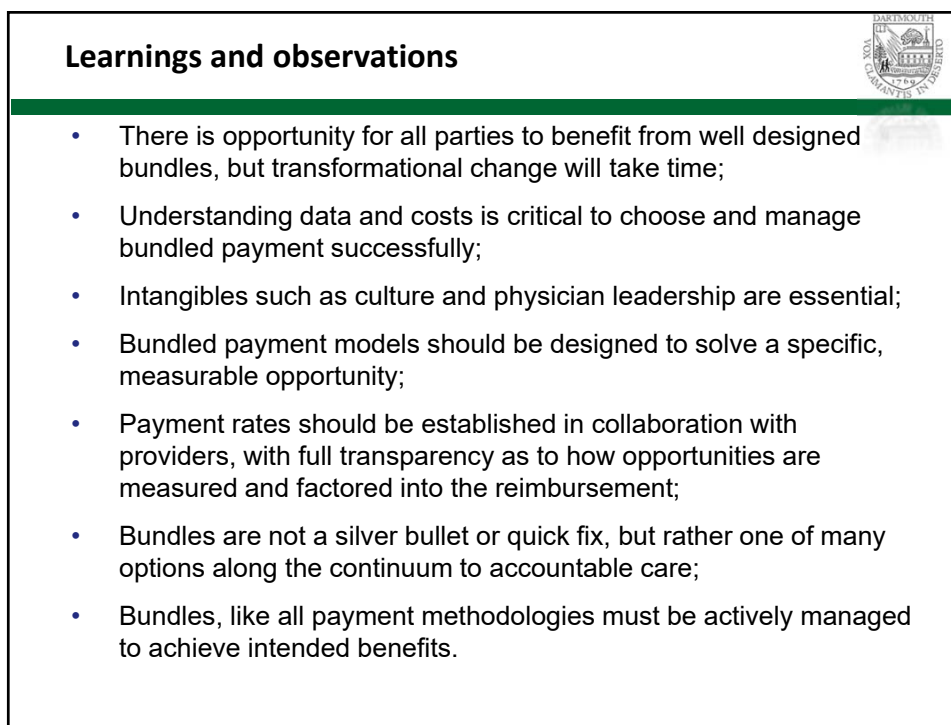 DARTMOUTH
VOX CLAMANTIS IN DESERTO
1769
Learnings and observations
• There is opportunity for all parties to benefit from well designed
bundles, but transformational change will take time;
• Understanding data and costs is critical to choose and manage
bundled payment successfully;
• Intangibles such as culture and physician leadership are essential;
• Bundled payment models should be designed to solve a specific,
measurable opportunity;
• Payment rates should be established in collaboration with
providers, with full transparency as to how opportunities are
measured and factored into the reimbursement;
• Bundles are not a silver bullet or quick fix, but rather one of many
options along the continuum to accountable care;
• Bundles, like all payment methodologies must be actively managed
to achieve intended benefits.